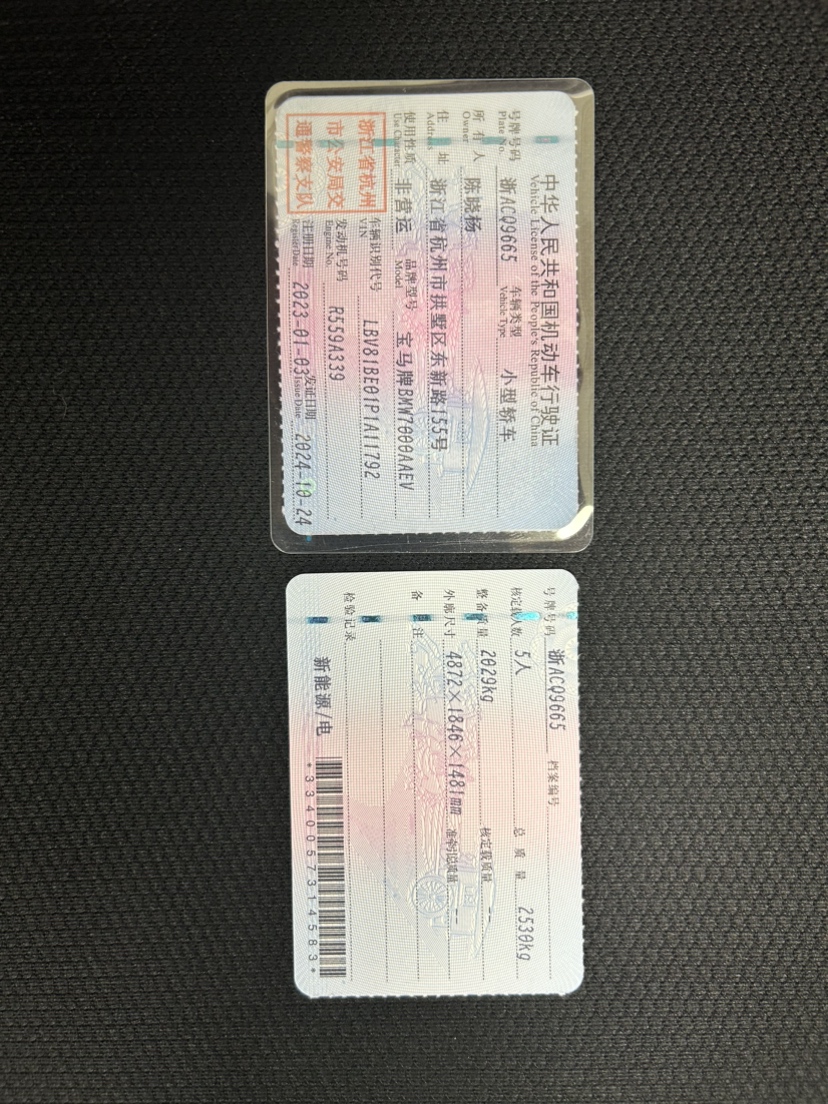 中华人民共和国机动车行驶证
Vehicle License of the People's Republic of China
号牌号码 浙ACQ9665 车辆类型 小型轿车
Plate No. Vehicle Type
所有人 陈晓杨
Owner
住址 浙江省杭州市拱墅区东新路155号
Address
使用性质 非营运 品牌型号 宝马牌BMW7000AAEV
Use Character Model
浙江省杭州
市公安局交
通警察支队
车辆识别代号 LBV81BE01P1A11792
VIN
发动机号码 R559A339
Engine No.
注册日期 2023-01-03 发证日期 2024-10-24
Register Date Issue Date
号牌号码 浙ACQ9665 档案编号
核定载人数 5人 总质量 2530kg
整备质量 2029kg 核定载质量 --
外廓尺寸 4872×1846×1481mm 准牵引总质量 --
备注
检验记录
新能源/电
*3340057314583*